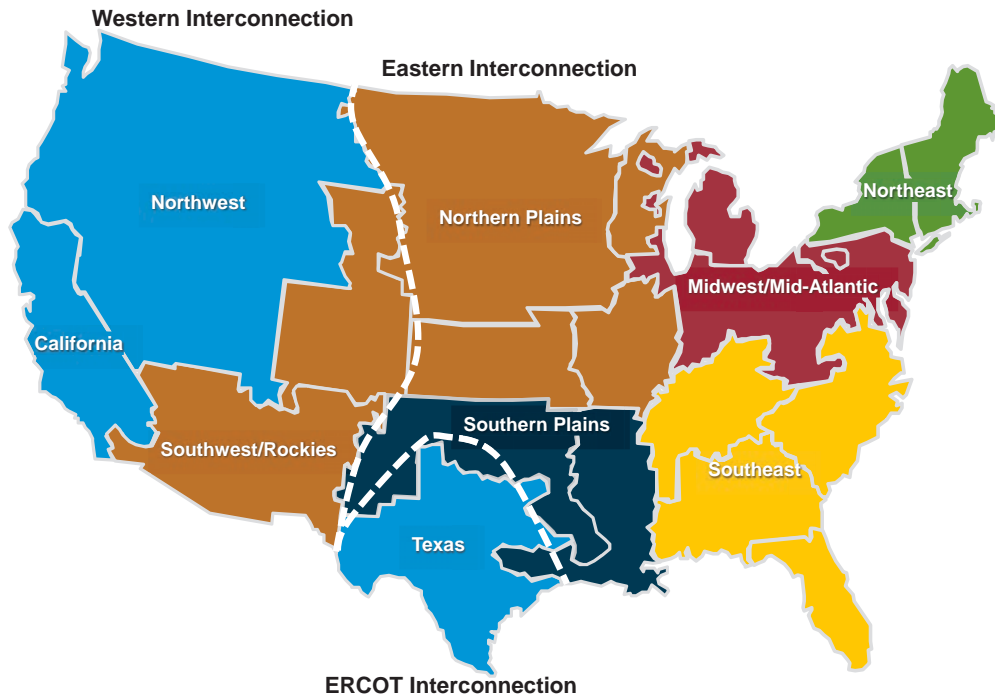 Western Interconnection
Eastern Interconnection
Northwest
Northern Plains
Northeast
Midwest/Mid-Atlantic
California
Southern Plains
Southwest/Rockies
Southeast
Texas
ERCOT Interconnection